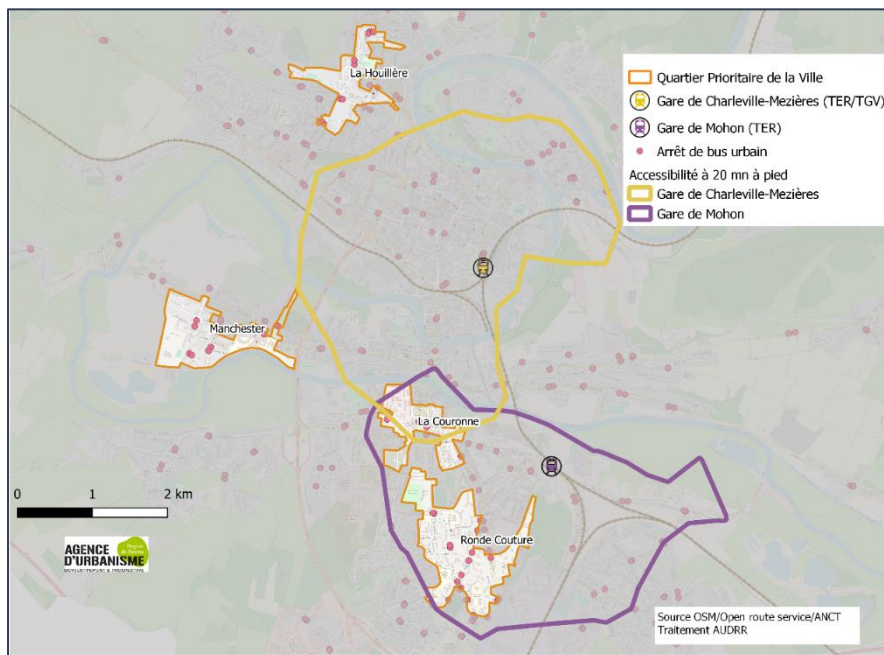 La Houillère
Manchester
La Couronne
Ronde Couture
Quartier Prioritaire de la Ville
Gare de Charleville-Mezières (TER/TGV)
Gare de Mohon (TER)
Arrêt de bus urbain
Accessibilité à 20 mn à pied
Gare de Charleville-Mezières
Gare de Mohon
0 1 2 km
AGENCE
D'URBANISME
Source OSM/Open route service/ANCT
Traitement AUDRR